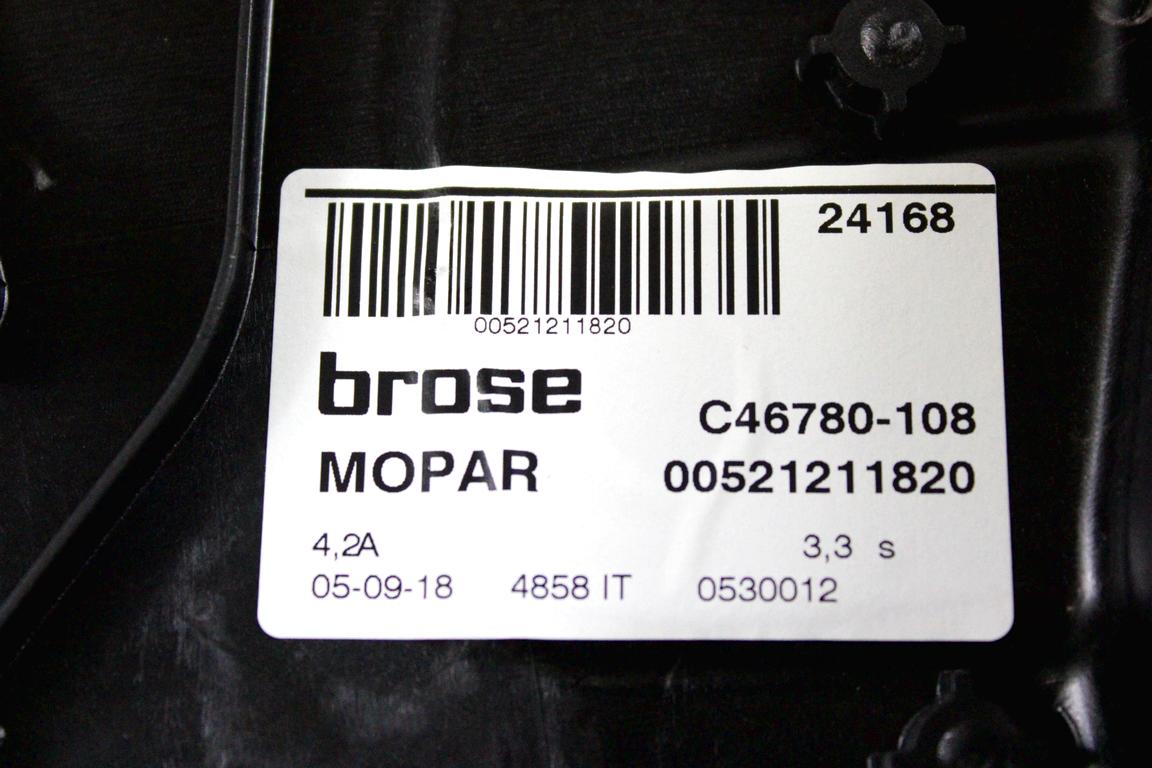 24168
00521211820
brose
C46780-108
MOPAR 00521211820
4,2A 3,3 s
05-09-18 4858 IT 0530012